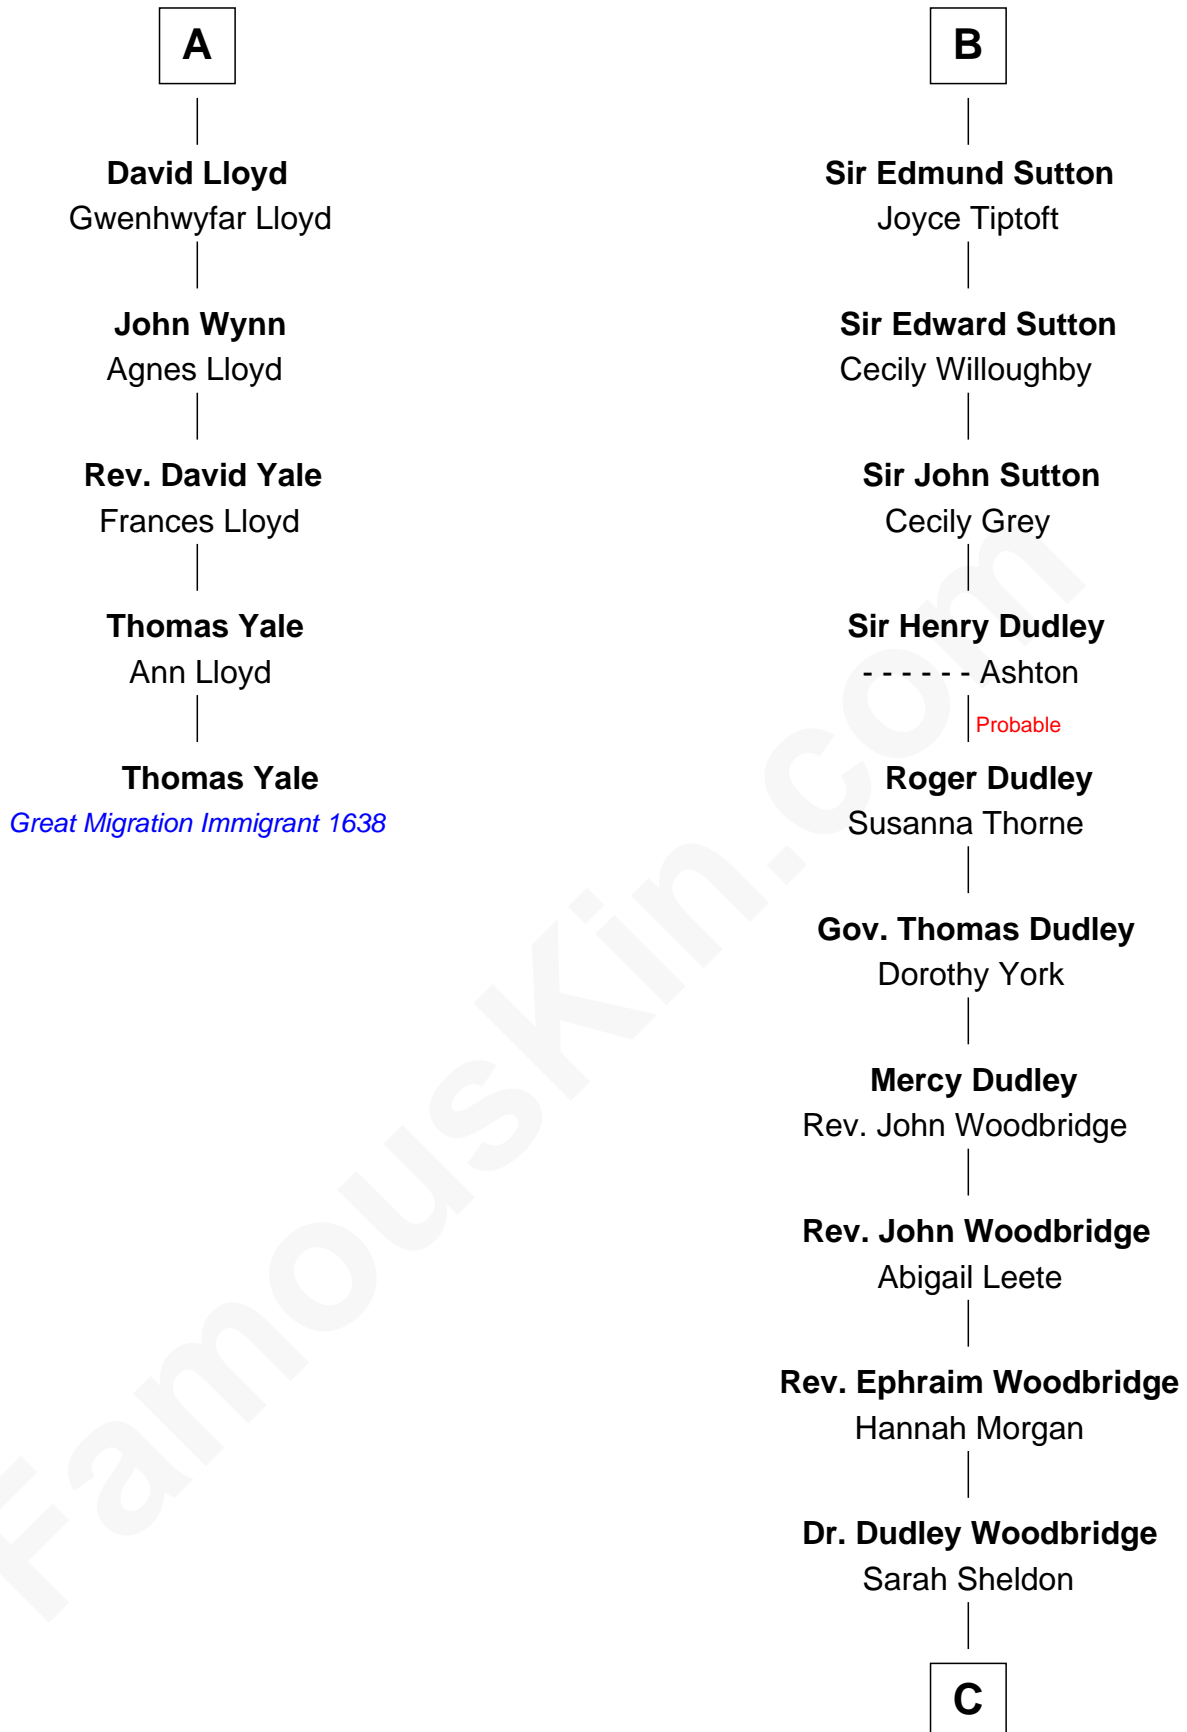 A
David Lloyd
Gwenhwyfar Lloyd
John Wynn
Agnes Lloyd
Rev. David Yale
Frances Lloyd
Thomas Yale
Ann Lloyd
Thomas Yale
Great Migration Immigrant 1638
B
Sir Edmund Sutton
Joyce Tiptoft
Sir Edward Sutton
Cecily Willoughby
Sir John Sutton
Cecily Grey
Sir Henry Dudley
- - - - - - Ashton
Probable
Roger Dudley
Susanna Thorne
Gov. Thomas Dudley
Dorothy York
Mercy Dudley
Rev. John Woodbridge
Rev. John Woodbridge
Abigail Leete
Rev. Ephraim Woodbridge
Hannah Morgan
Dr. Dudley Woodbridge
Sarah Sheldon
C
FamousKin.com